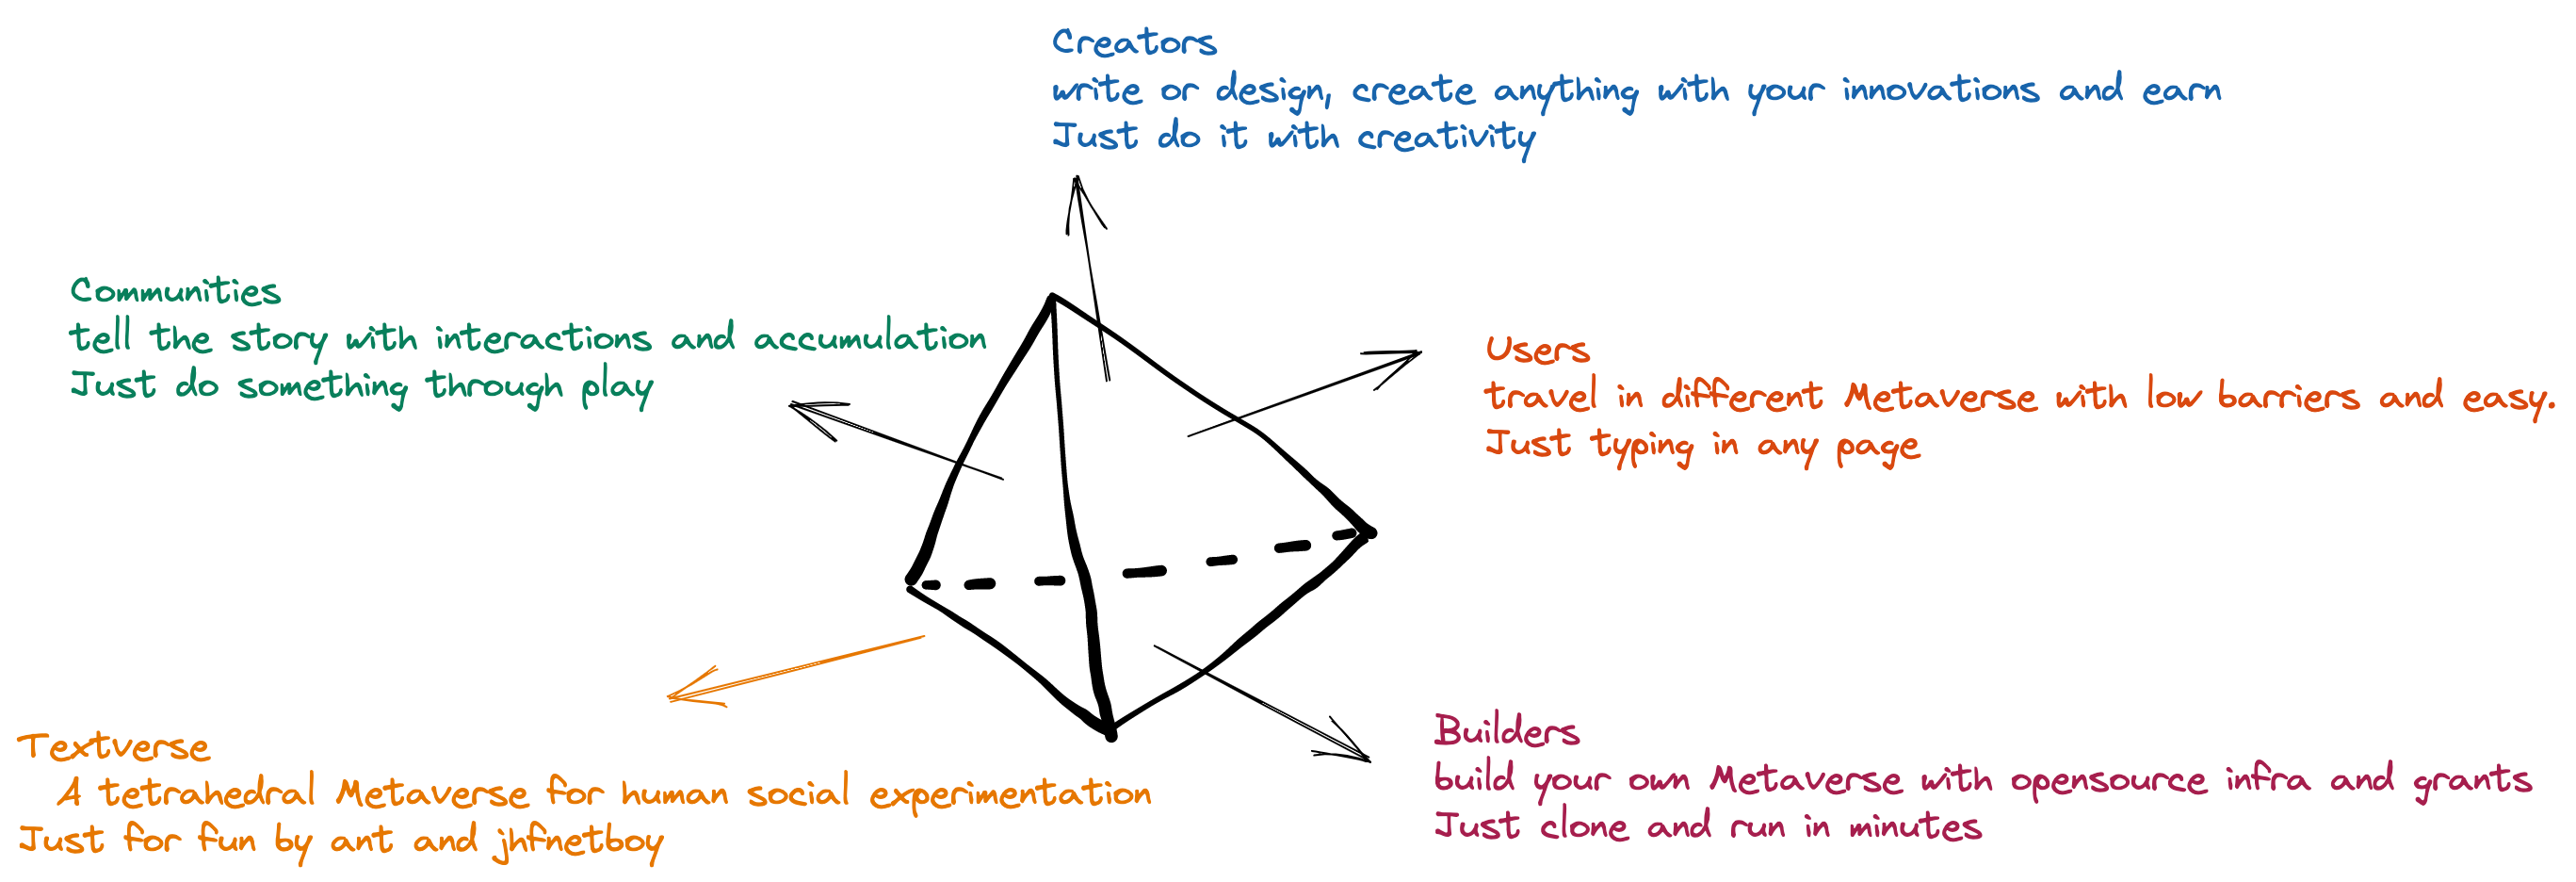 Creators
write or design, create anything with your innovations and earn
Just do it with creativity
Communities
tell the story with interactions and accumulation
Just do something through play
Users
travel in different Metaverse with low barriers and easy.
Just typing in any page
Textverse
A tetrahedral Metaverse for human social experimentation
Just for fun by ant and jhfnetboy
Builders
build your own Metaverse with opensource infra and grants
Just clone and run in minutes